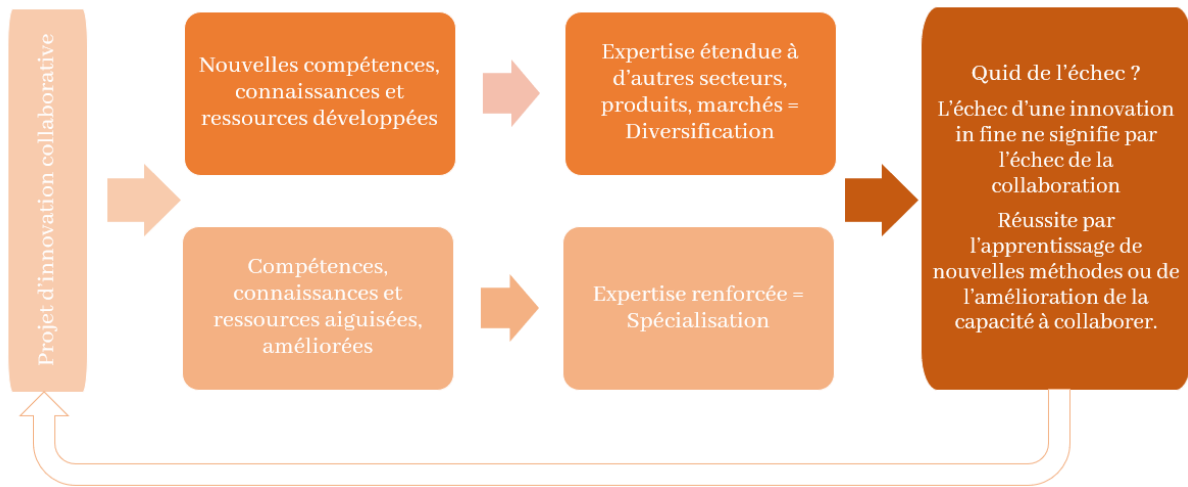 Projet d'innovation collaborative
Nouvelles compétences,
connaissances et
ressources développées
Expertise étendue à
d'autres secteurs,
produits, marchés =
Diversification
Compétences,
connaissances et
ressources aiguisées,
améliorées
Expertise renforcée =
Spécialisation
Quid de l'échec ?
L'échec d'une innovation
in fine ne signifie par
l'échec de la
collaboration
Réussite par
l'apprentissage de
nouvelles méthodes ou de
l'amélioration de la
capacité à collaborer.